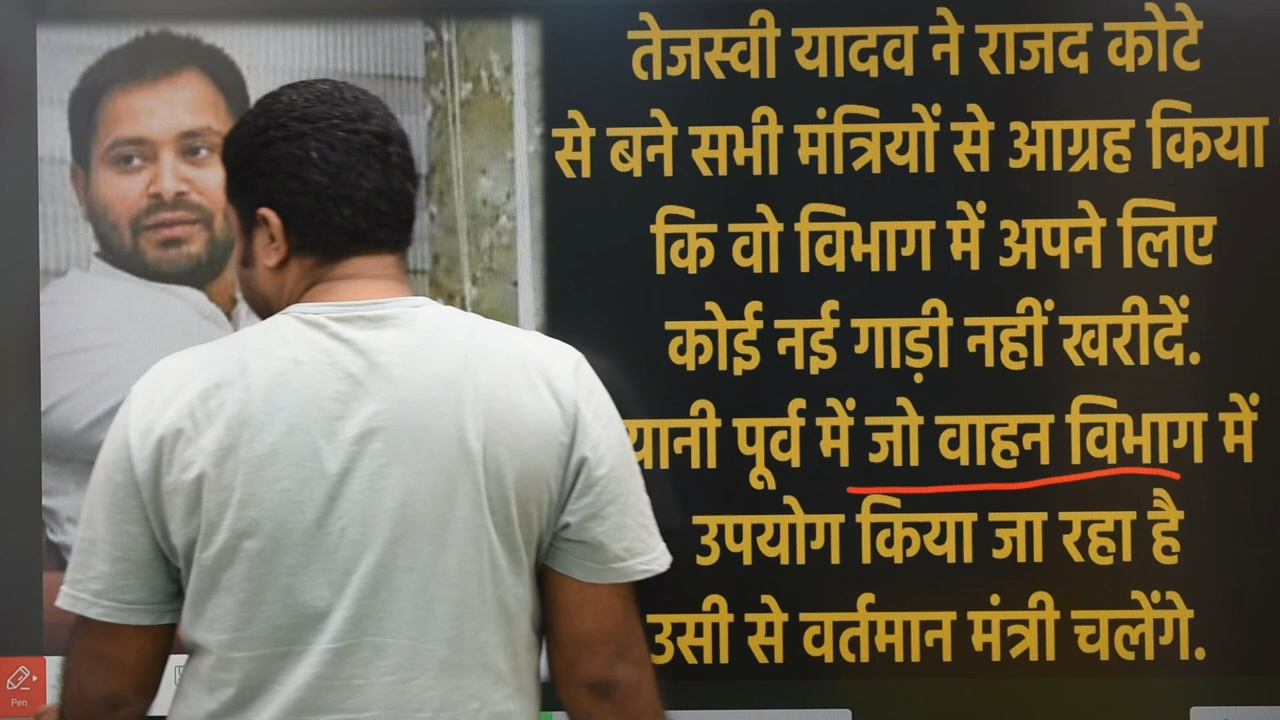 तेजस्वी यादव ने राजद कोटे
से बने सभी मंत्रियों से आग्रह किया
कि वो विभाग में अपने लिए
कोई नई गाड़ी नहीं खरीदें.
यानी पूर्व में जो वाहन विभाग में
उपयोग किया जा रहा है
उसी से वर्तमान मंत्री चलेंगे.
Pen